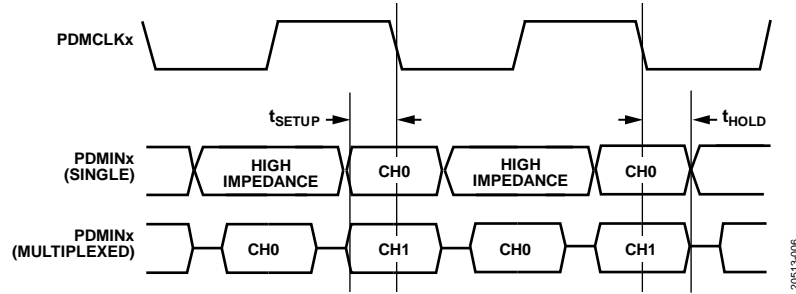 PDMCLKx
tSETUP
tHOLD
PDMINx
(SINGLE)
HIGH
IMPEDANCE
CH0
HIGH
IMPEDANCE
CH0
PDMINx
(MULTIPLEXED)
CH0
CH1
CH0
CH1
20513-006